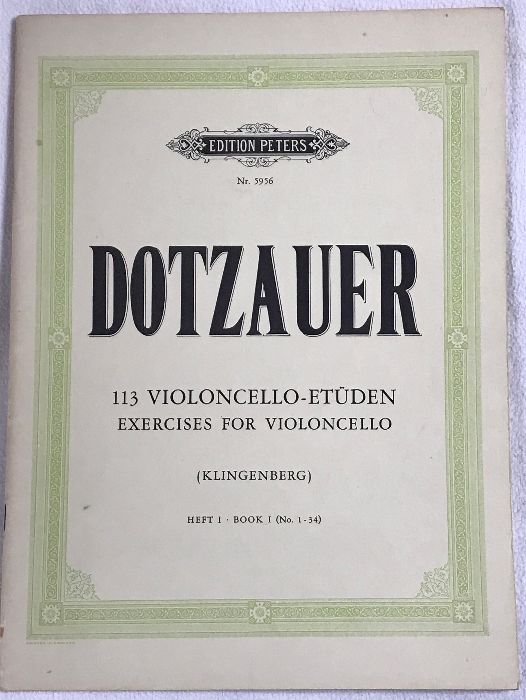 EDITION PETERS
Nr. 5956
DOTZAUER
113 VIOLONCELLO-ETÜDEN
EXERCISES FOR VIOLONCELLO
(KLINGENBERG)
HEFT I · BOOK I (No. 1-34)